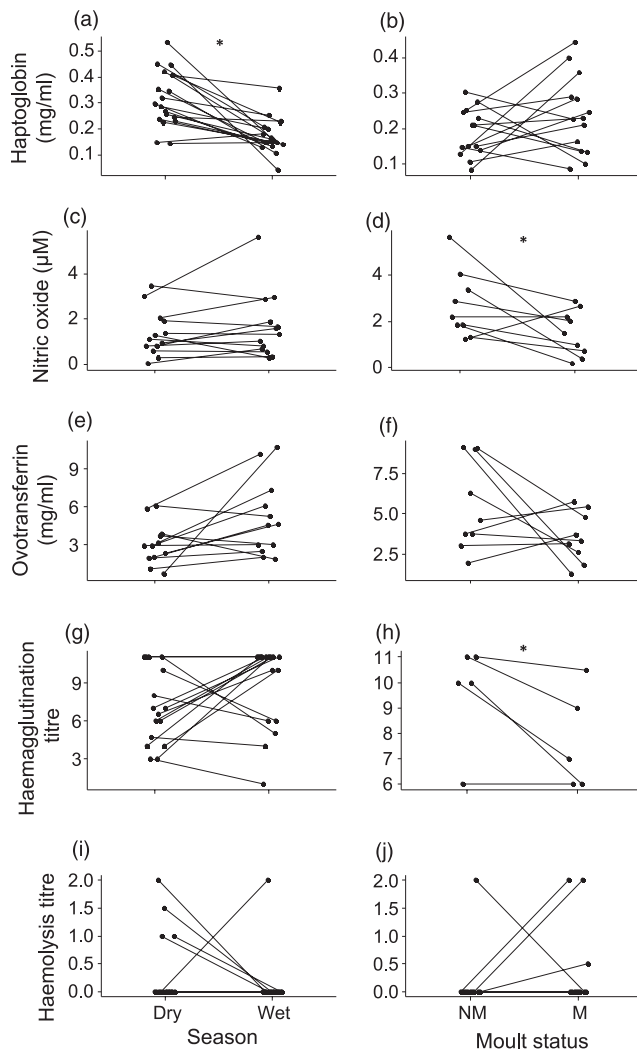 (a)
*
Haptoglobin
(mg/ml)
0.5
0.4
0.3
0.2
0.1
(b)
0.4
0.3
0.2
0.1
(c)
Nitric oxide (µM)
4
2
0
(d)
*
6
4
2
0
(e)
Ovotransferrin
(mg/ml)
9
6
3
(f)
7.5
5.0
2.5
(g)
Haemagglutination
titre
9
6
3
(h)
*
11
10
9
8
7
6
(i)
Haemolysis titre
2.0
1.5
1.0
0.5
0.0
Dry
Wet
Season
(j)
2.0
1.5
1.0
0.5
0.0
NM
M
Moult status